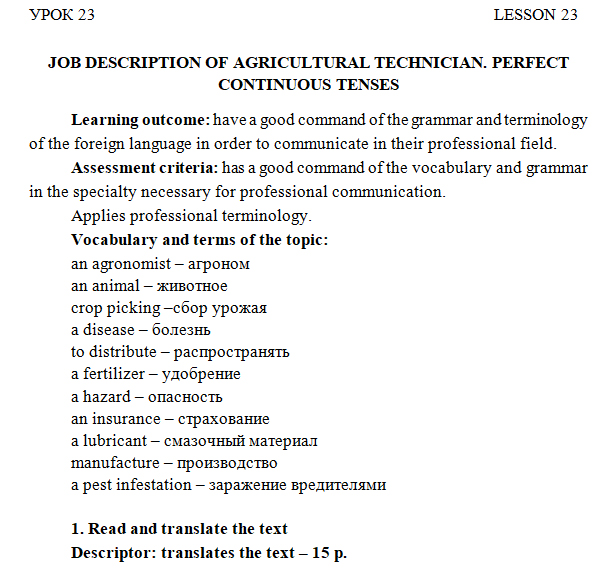 УРОК 23 LESSON 23
JOB DESCRIPTION OF AGRICULTURAL TECHNICIAN. PERFECT
CONTINUOUS TENSES
Learning outcome: have a good command of the grammar and terminology
of the foreign language in order to communicate in their professional field.
Assessment criteria: has a good command of the vocabulary and grammar
in the specialty necessary for professional communication.
Applies professional terminology.
Vocabulary and terms of the topic:
an agronomist – агроном
an animal – животное
crop picking –сбор урожая
a disease – болезнь
to distribute – распространять
a fertilizer – удобрение
a hazard – опасность
an insurance – страхование
a lubricant – смазочный материал
manufacture – производство
a pest infestation – заражение вредителями
1. Read and translate the text
Descriptor: translates the text – 15 p.